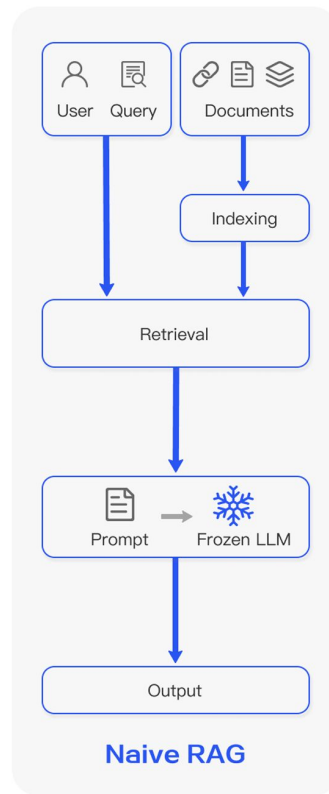 User Query
Documents
Indexing
Retrieval
Prompt
Frozen LLM
Output
Naive RAG